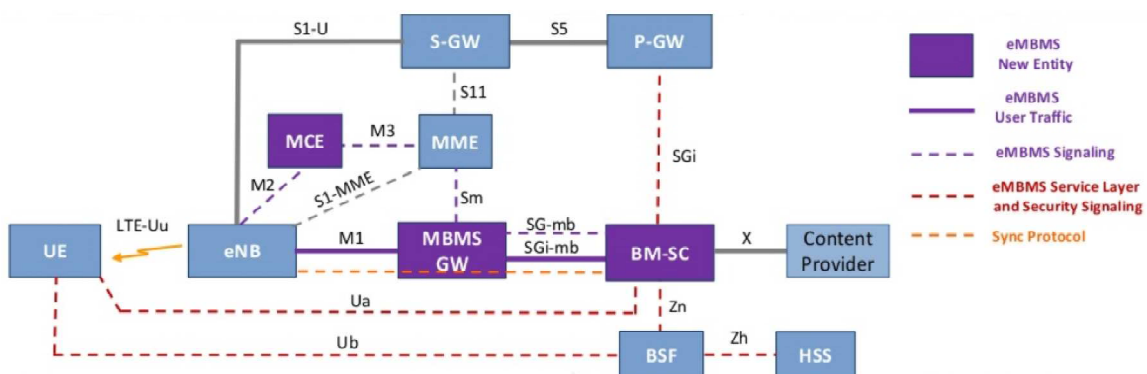 S1-U
S-GW
S5
P-GW
eMBMS
New Entity
eMBMS
User Traffic
S11
MCE
M3
MME
SGi
eMBMS Signaling
M2
S1-MME
Sm
eMBMS Service Layer
and Security Signaling
LTE-Uu
SG-mb
Sync Protocol
UE
eNB
M1
MBMS
GW
SGi-mb
BM-SC
X
Content
Provider
Ua
Zn
Ub
BSF
Zh
HSS